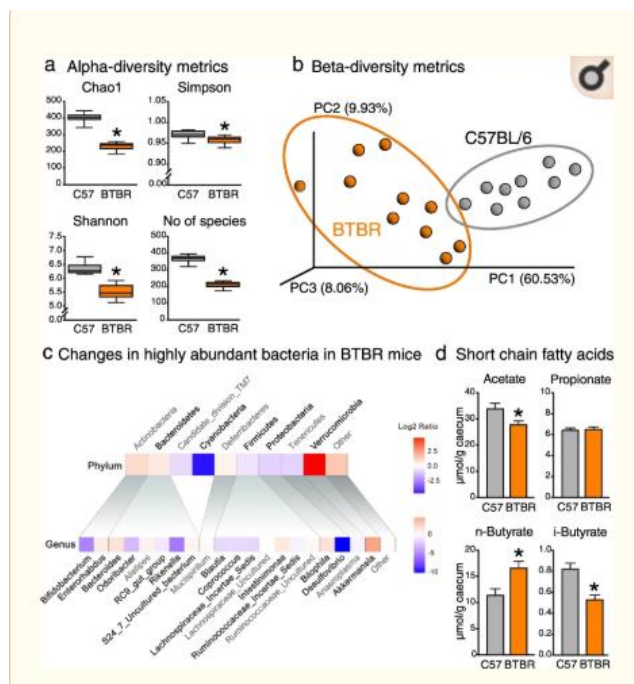 a Alpha-diversity metrics
Chao1
500
400
300
200
100
0
C57 BTBR
*
Simpson
1.05
1.00
0.95
0.90
0.00
C57 BTBR
*
Shannon
7.5
7.0
6.5
6.0
5.5
5.0
0
C57 BTBR
*
No of species
600
400
200
0
C57 BTBR
*
b Beta-diversity metrics
PC2 (9.93%)
C57BL/6
BTBR
PC3 (8.06%)
PC1 (60.53%)
c Changes in highly abundant bacteria in BTBR mice
Actinobacteria
Bacteroidetes
Candidate_division_TM7
Cyanobacteria
Deferribacteres
Firmicutes
Proteobacteria
Tenericutes
Verrucomicrobia
Other
Phylum
Log2 Ratio
5.0
2.5
0
-2.5
Genus
0
-5
-10
Bifidobacterium
Enterorhabdus
Bacteroides
Odoribacter
Alistipes
RC9_gut_group
Rikenella
S24_7_Uncultured_bacterium
Mucispirillum
Blautia
Coprococcus
Lachnospiraceae_Incertae_Sedis
Lachnospiraceae_Uncultured
Intestinimonas
Ruminococcaceae_Incertae_Sedis
Ruminococcaceae_Uncultured
Bilophila
Desulfovibrio
Anaeroplasma
Akkermansia
Other
d Short chain fatty acids
Acetate
μmol/g caecum
40
30
20
10
0
C57 BTBR
*
Propionate
10
8
6
4
2
0
C57 BTBR
n-Butyrate
μmol/g caecum
20
15
10
5
0
C57 BTBR
*
i-Butyrate
1.0
0.8
0.6
0.4
0.2
0.0
C57 BTBR
*